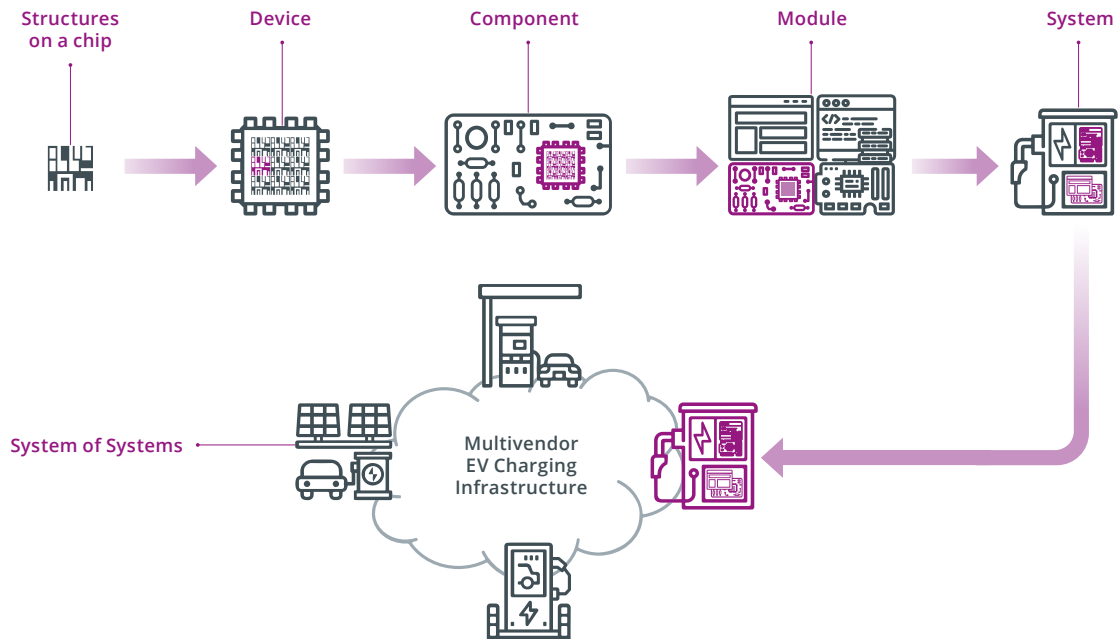 Structures
on a chip
Device
Component
Module
System
</>
System of Systems
Multivendor
EV Charging
Infrastructure